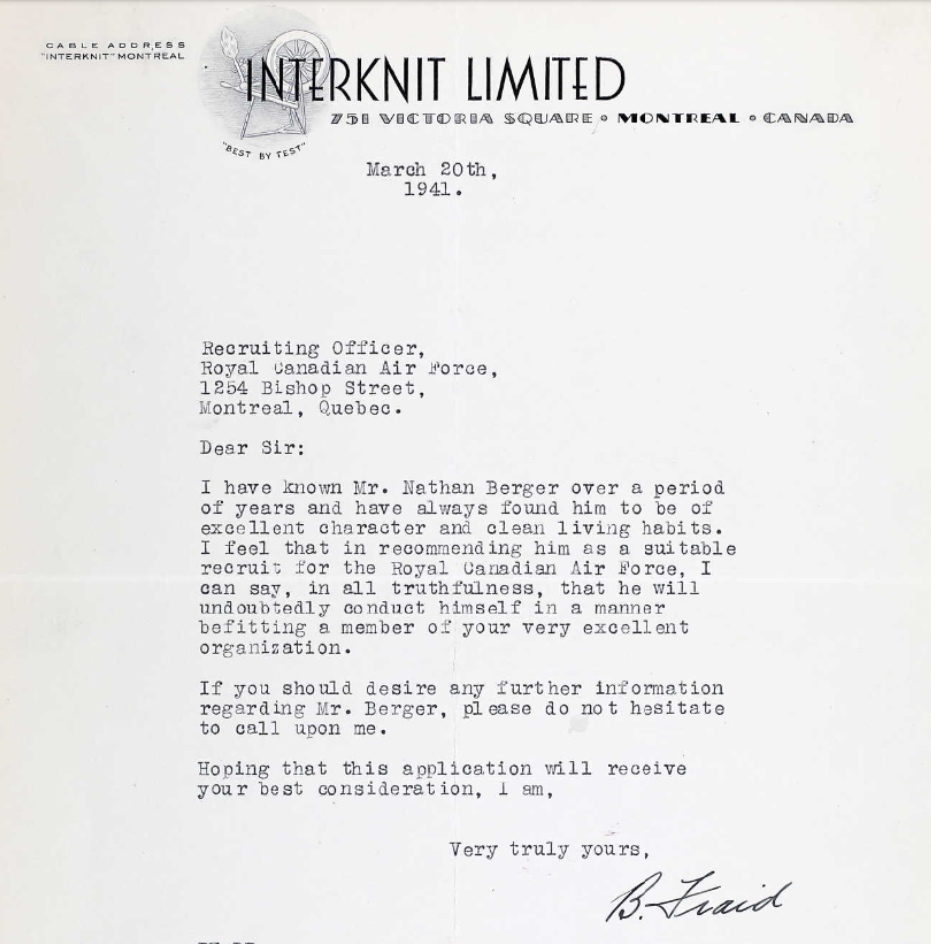 CABLE ADDRESS
"INTERKNIT" MONTREAL
INTERKNIT LIMITED
751 VICTORIA SQUARE • MONTREAL • CANADA
"BEST BY TEST"
March 20th,
1941.
Recruiting Officer,
Royal Canadian Air Force,
1254 Bishop Street,
Montreal, Quebec.
Dear Sir:
I have known Mr. Nathan Berger over a period
of years and have always found him to be of
excellent character and clean living habits.
I feel that in recommending him as a suitable
recruit for the Royal Canadian Air Force, I
can say, in all truthfulness, that he will
undoubtedly conduct himself in a manner
befitting a member of your very excellent
organization.
If you should desire any further information
regarding Mr. Berger, please do not hesitate
to call upon me.
Hoping that this application will receive
your best consideration, I am,
Very truly yours,
B. Fraid